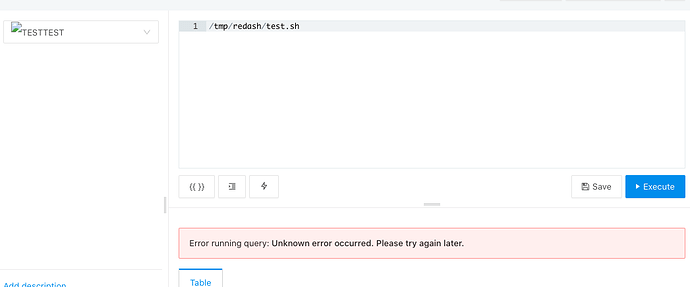 TESTTEST
1 /tmp/redash/test.sh
{{ }}
Save
Execute
Error running query: Unknown error occurred. Please try again later.
Add description
Table